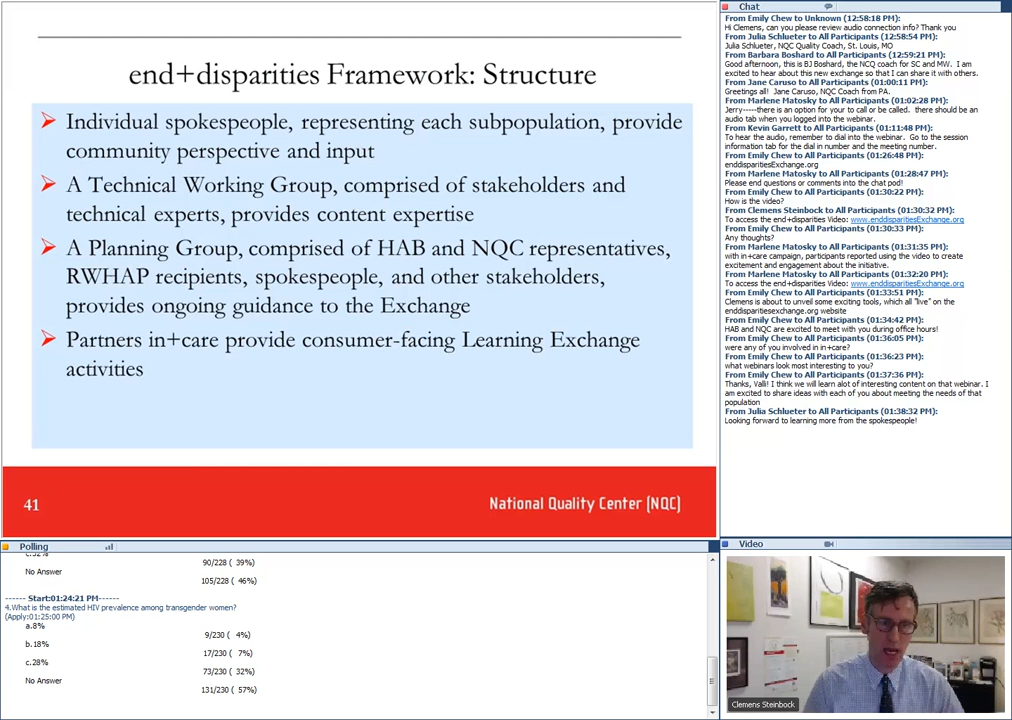 end+disparities Framework: Structure
Individual spokespeople, representing each subpopulation, provide
community perspective and input
A Technical Working Group, comprised of stakeholders and
technical experts, provides content expertise
A Planning Group, comprised of HAB and NQC representatives,
RWHAP recipients, spokespeople, and other stakeholders,
provides ongoing guidance to the Exchange
Partners in+care provide consumer-facing Learning Exchange
activities
41
National Quality Center (NQC)
Chat
From Emily Chew to Unknown (12:58:18 PM):
Hi Clemens, can you please review audio connection info? Thank you
From Julia Schlueter to All Participants (12:58:54 PM):
Julia Schlueter, NQC Quality Coach, St. Louis, MO
From Barbara Boshard to All Participants (12:59:21 PM):
Good afternoon, this is BJ Boshard, the NCQ coach for SC and MW. I am
excited to hear about this new exchange so that I can share it with others.
From Jane Caruso to All Participants (01:00:11 PM):
Greetings all! Jane Caruso, NQC Coach from PA.
From Marlene Matosky to All Participants (01:02:28 PM):
Jerry-----there is an option for your to call or be called. there should be an
audio tab when you logged into the webinar.
From Kevin Garrett to All Participants (01:11:48 PM):
To hear the audio, remember to dial into the webinar. Go to the session
information tab for the dial in number and the meeting number.
From Emily Chew to All Participants (01:26:48 PM):
enddisparitiesExchange.org
From Marlene Matosky to All Participants (01:28:47 PM):
Please end questions or comments into the chat pod!
From Emily Chew to All Participants (01:30:22 PM):
How is the video?
From Clemens Steinbock to All Participants (01:30:32 PM):
To access the end+disparities Video: www.enddisparitiesExchange.org
From Emily Chew to All Participants (01:30:33 PM):
Any thoughts?
From Marlene Matosky to All Participants (01:31:35 PM):
with in+care campaign, participants reported using the video to create
excitement and engagement about the initiative.
From Marlene Matosky to All Participants (01:32:20 PM):
To access the end+disparities Video: www.enddisparitiesExchange.org
From Emily Chew to All Participants (01:33:51 PM):
Clemens is about to unveil some exciting tools, which all "live" on the
enddisparitiesexchange.org website
From Emily Chew to All Participants (01:34:42 PM):
HAB and NQC are excited to meet with you during office hours!
From Emily Chew to All Participants (01:36:05 PM):
were any of you involved in in+care?
From Emily Chew to All Participants (01:36:23 PM):
what webinars look most interesting to you?
From Emily Chew to All Participants (01:37:36 PM):
Thanks, Valli! I think we will learn alot of interesting content on that webinar. I
am excited to share ideas with each of you about meeting the needs of that
population
From Julia Schlueter to All Participants (01:38:32 PM):
Looking forward to learning more from the spokespeople!
Polling
90/228 ( 39%)
No Answer
105/228 ( 46%)
------ Start:01:24:21 PM------
4.What is the estimated HIV prevalence among transgender women?
(Apply:01:25:00 PM)
a.8%
9/230 ( 4%)
b.18%
17/230 ( 7%)
c.28%
73/230 ( 32%)
No Answer
131/230 ( 57%)
Video
Clemens Steinbock